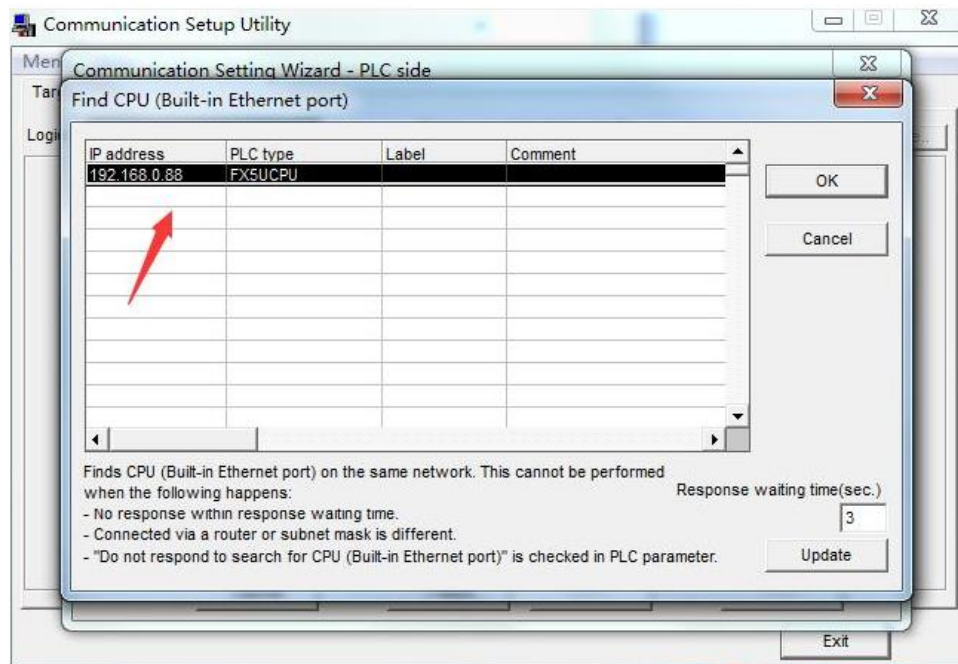 Communication Setup Utility
Men
Communication Setting Wizard - PLC side
Tar
Find CPU (Built-in Ethernet port)
Logi
IP address PLC type Label Comment
192.168.0.88 FX5UCPU
OK
Cancel
Finds CPU (Built-in Ethernet port) on the same network. This cannot be performed
when the following happens:
- No response within response waiting time.
- Connected via a router or subnet mask is different.
- "Do not respond to search for CPU (Built-in Ethernet port)" is checked in PLC parameter.
Response waiting time(sec.)
3
Update
Exit